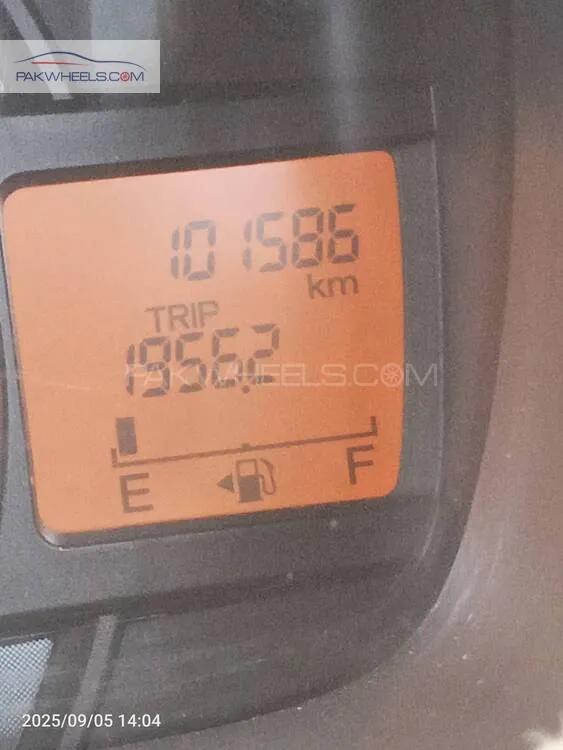 PAKWHEELS.COM
101586
km
TRIP
1956.2
PAKWHEELS.COM
E F
2025/09/05 14:04